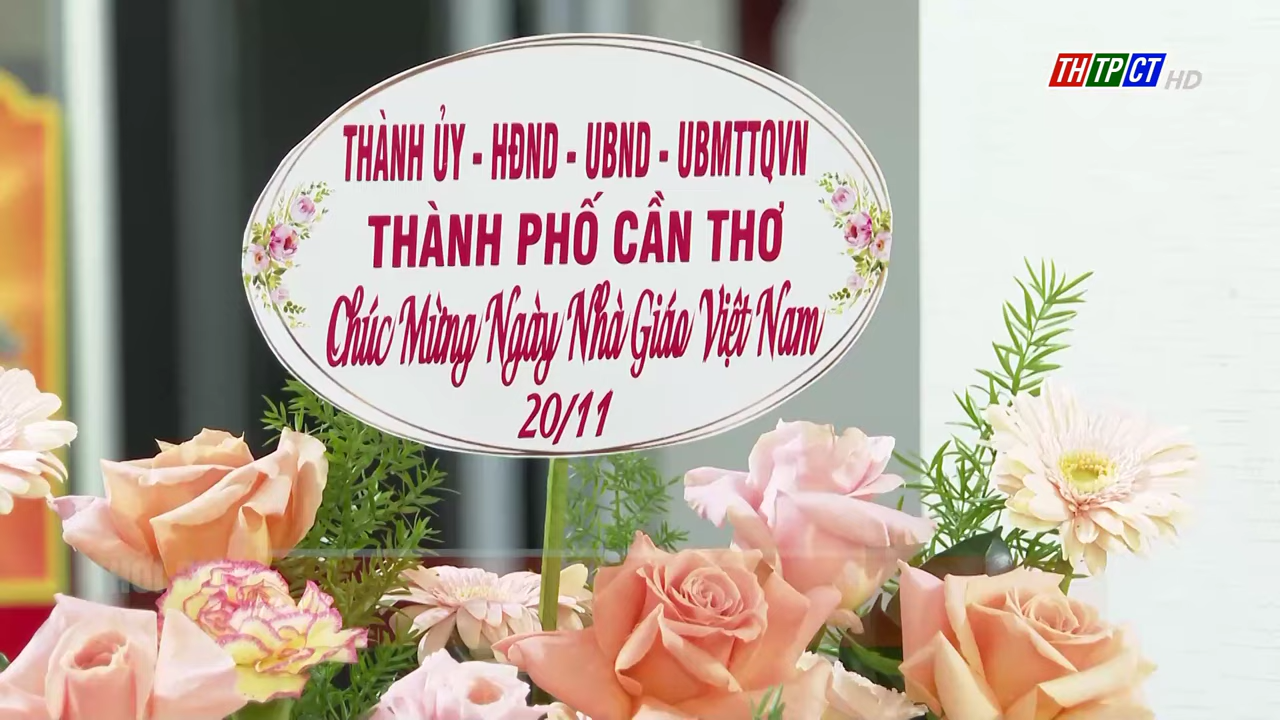 THTPCT HD
THÀNH ỦY - HĐND - UBND - UBMTTQVN
THÀNH PHỐ CẦN THƠ
Chúc Mừng Ngày Nhà Giáo Việt Nam
20/11